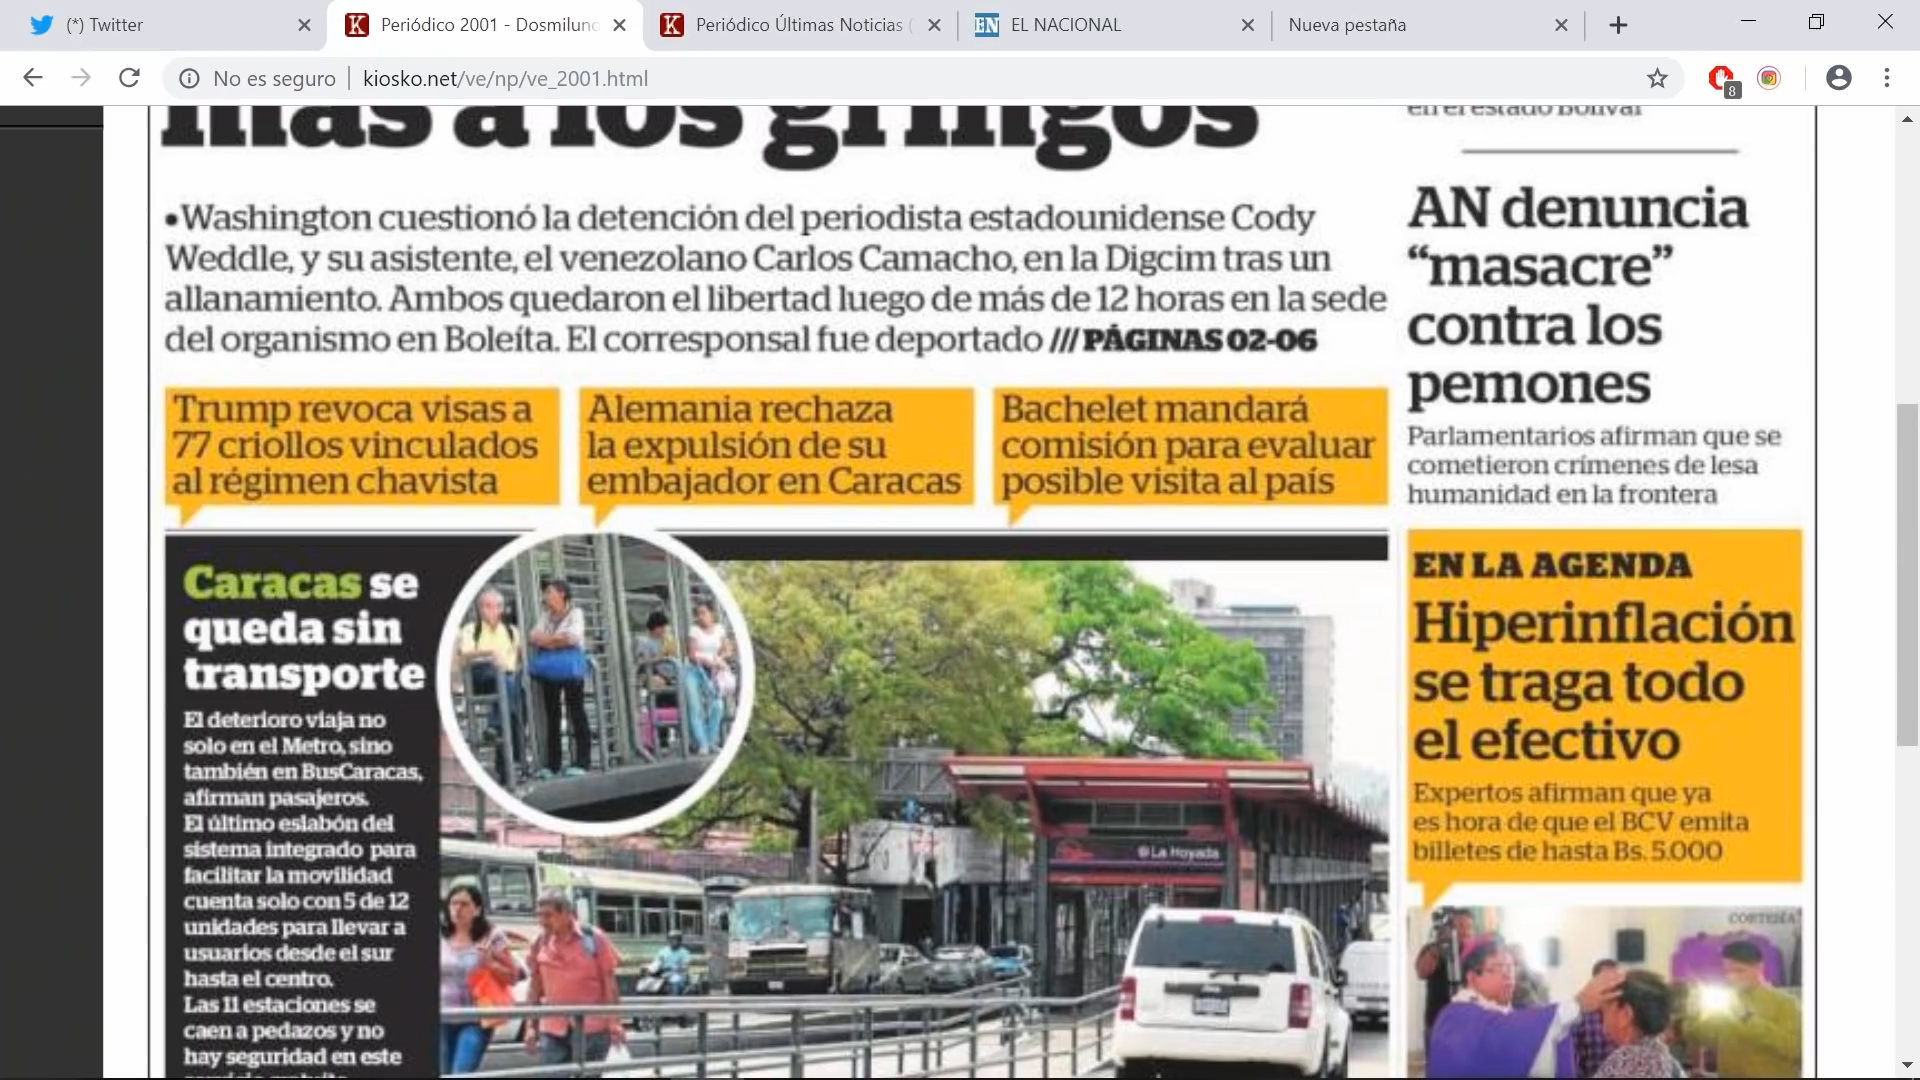 (*) Twitter
Periódico 2001 - Dosmiluno
Periódico Últimas Noticias (
EN EL NACIONAL
Nueva pestaña
No es seguro | kiosko.net/ve/np/ve_2001.html
8
más a los gringos
•Washington cuestionó la detención del periodista estadounidense Cody
Weddle, y su asistente, el venezolano Carlos Camacho, en la Digcim tras un
allanamiento. Ambos quedaron el libertad luego de más de 12 horas en la sede
del organismo en Boleíta. El corresponsal fue deportado /// PÁGINAS 02-06
Trump revoca visas a
77 criollos vinculados
al régimen chavista
Alemania rechaza
la expulsión de su
embajador en Caracas
Bachelet mandará
comisión para evaluar
posible visita al país
Caracas se
queda sin
transporte
El deterioro viaja no
solo en el Metro, sino
también en BusCaracas,
afirman pasajeros.
El último eslabón del
sistema integrado para
facilitar la movilidad
cuenta solo con 5 de 12
unidades para llevar a
usuarios desde el sur
hasta el centro.
Las 11 estaciones se
caen a pedazos y no
hay seguridad en este
La Hoyada
en el estado Bolívar
AN denuncia
“masacre”
contra los
pemones
Parlamentarios afirman que se
cometieron crímenes de lesa
humanidad en la frontera
EN LA AGENDA
Hiperinflación
se traga todo
el efectivo
Expertos afirman que ya
es hora de que el BCV emita
billetes de hasta Bs. 5.000
CORTESÍA